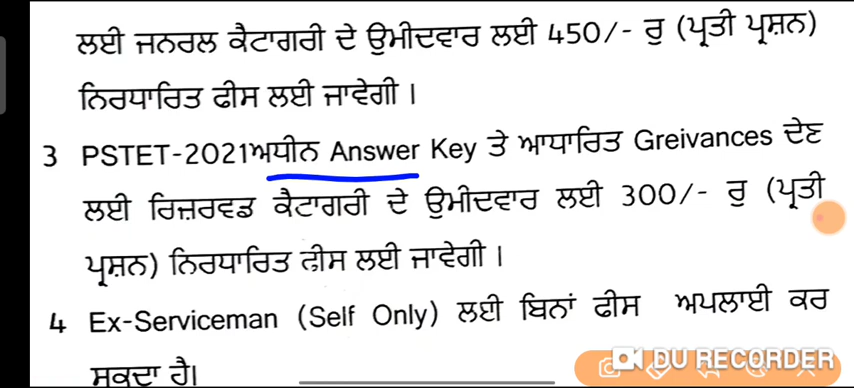 ਲਈ ਜਨਰਲ ਕੈਟਾਗਰੀ ਦੇ ਉਮੀਦਵਾਰ ਲਈ 450/- ਰੁ (ਪ੍ਰਤੀ ਪ੍ਰਸ਼ਨ)
ਨਿਰਧਾਰਿਤ ਫੀਸ ਲਈ ਜਾਵੇਗੀ ।
3 PSTET-2021ਅਧੀਨ Answer Key ਤੇ ਆਧਾਰਿਤ Greivances ਦੇਣ
ਲਈ ਰਿਜ਼ਰਵਡ ਕੈਟਾਗਰੀ ਦੇ ਉਮੀਦਵਾਰ ਲਈ 300/- ਰੁ (ਪ੍ਰਤੀ
ਪ੍ਰਸ਼ਨ) ਨਿਰਧਾਰਿਤ ਫੀਸ ਲਈ ਜਾਵੇਗੀ ।
4 Ex-Serviceman (Self Only) ਲਈ ਬਿਨਾਂ ਫੀਸ ਅਪਲਾਈ ਕਰ
ਸਕਦਾ ਹੈ।
DU RECORDER